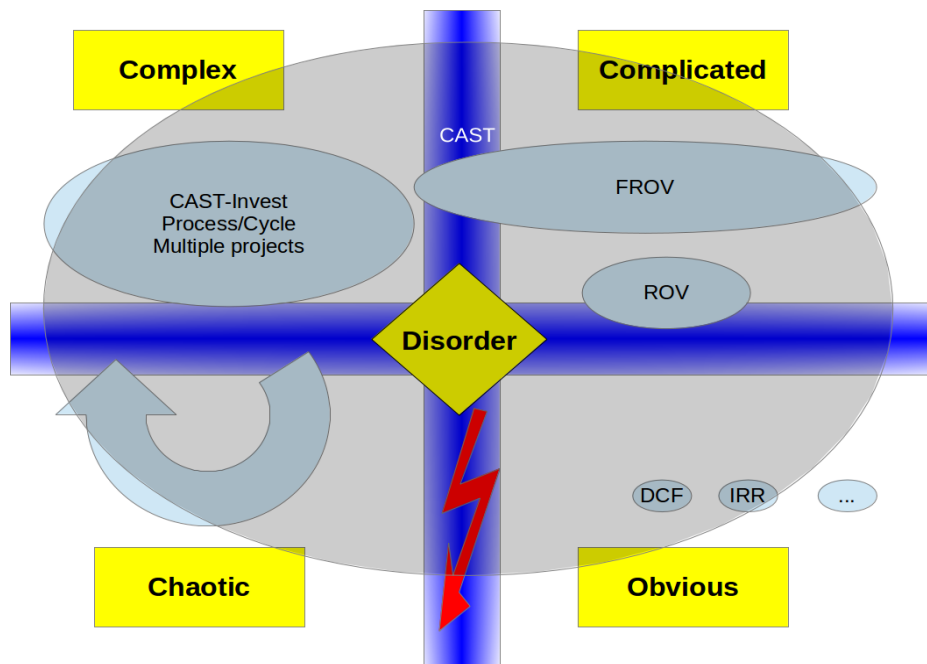 Complex
Complicated
CAST
CAST-Invest
Process/Cycle
Multiple projects
FROV
ROV
Disorder
DCF
IRR
...
Chaotic
Obvious